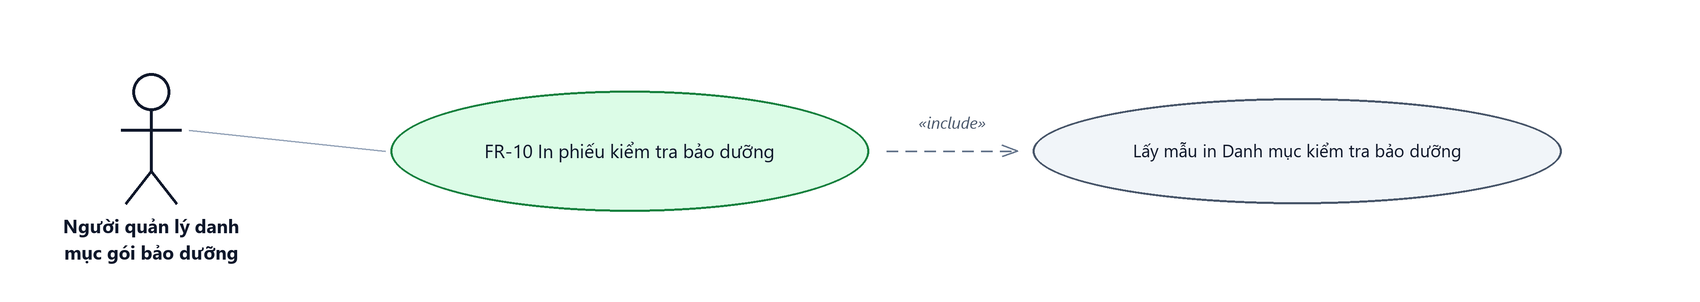 «include»
FR-10 In phiếu kiểm tra bảo dưỡng
Lấy mẫu in Danh mục kiểm tra bảo dưỡng
Người quản lý danh
mục gói bảo dưỡng